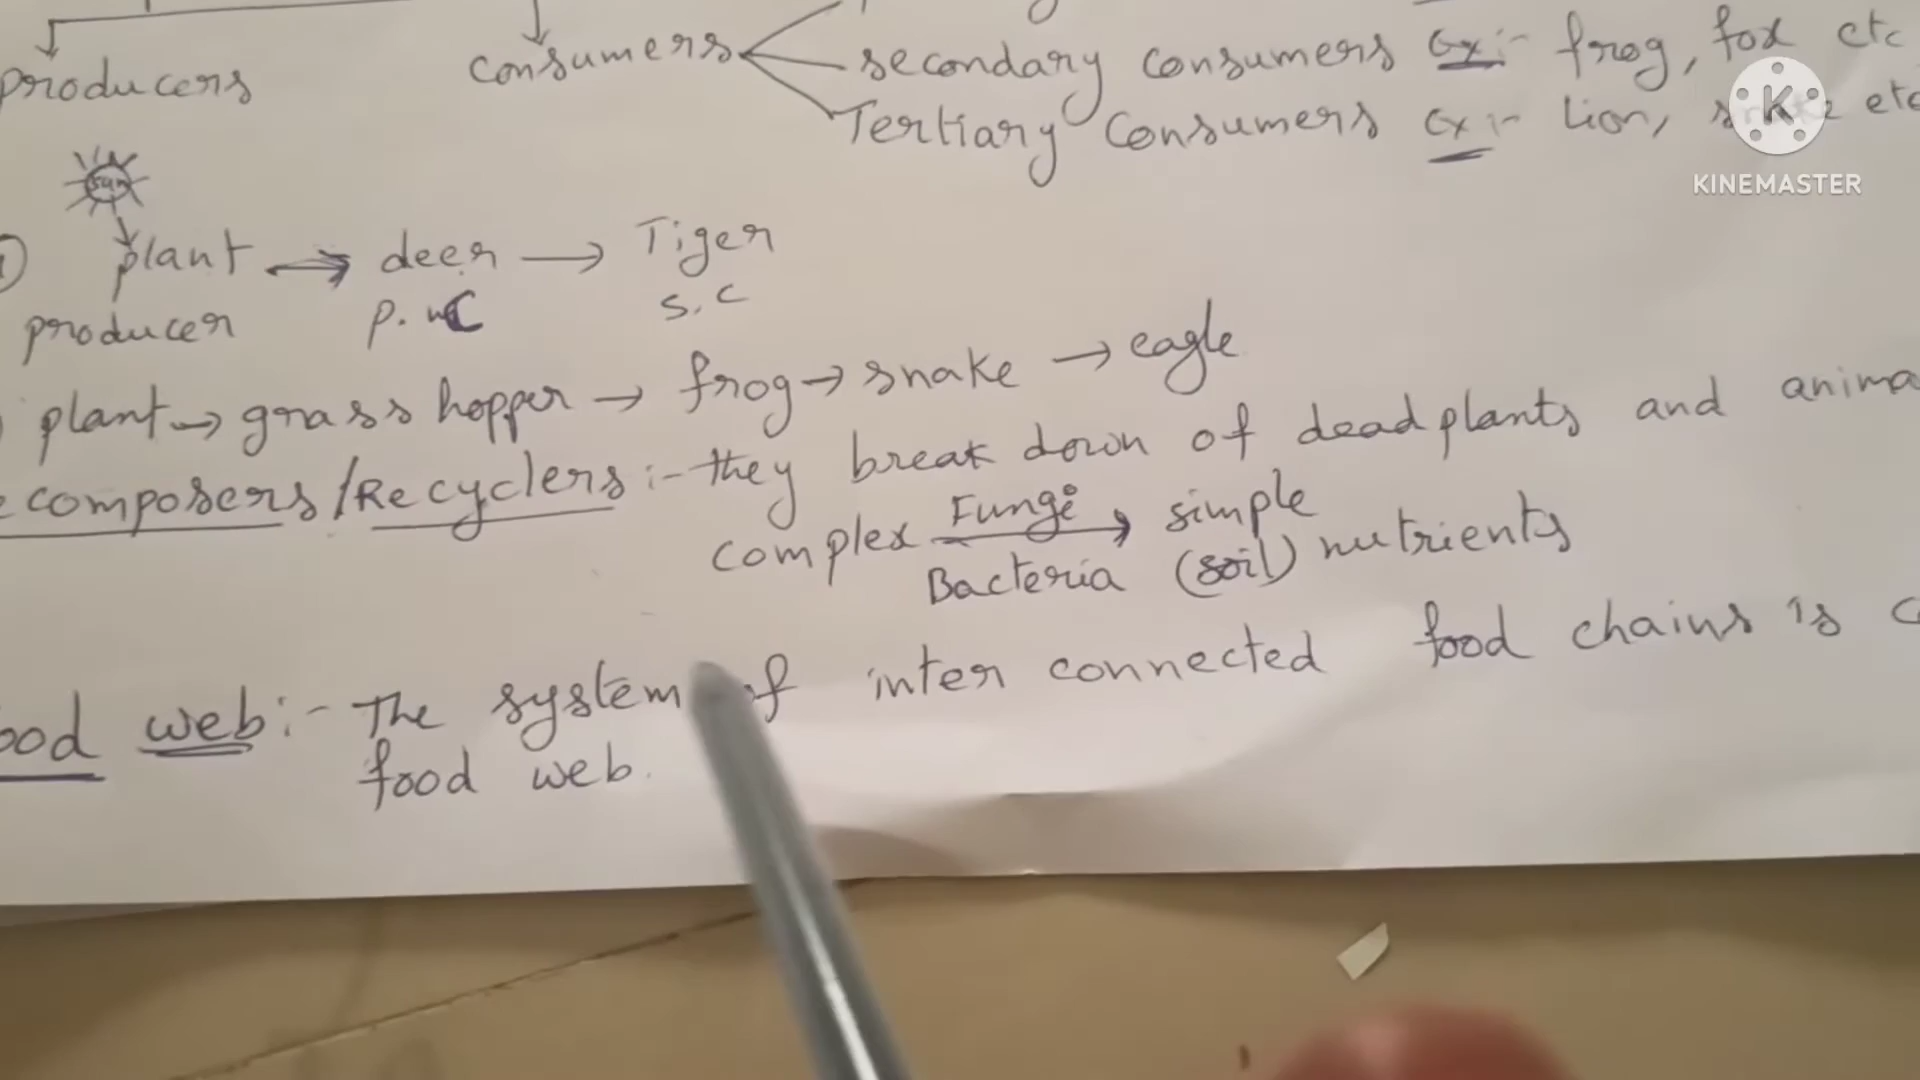 producers
consumers
secondary consumers Ex:- frog, fox etc
Tertiary consumers Ex:- Lion, etc
K
KINEMASTER
sun
plant → deer → Tiger
producer P. C S.C
plant → grass hopper → frog → snake → eagle
composers/Recyclers :- they break down of dead plants and
complex Fungi Bacteria → simple (soil) nutrients
web :- The system of inter connected food chains is
food web.